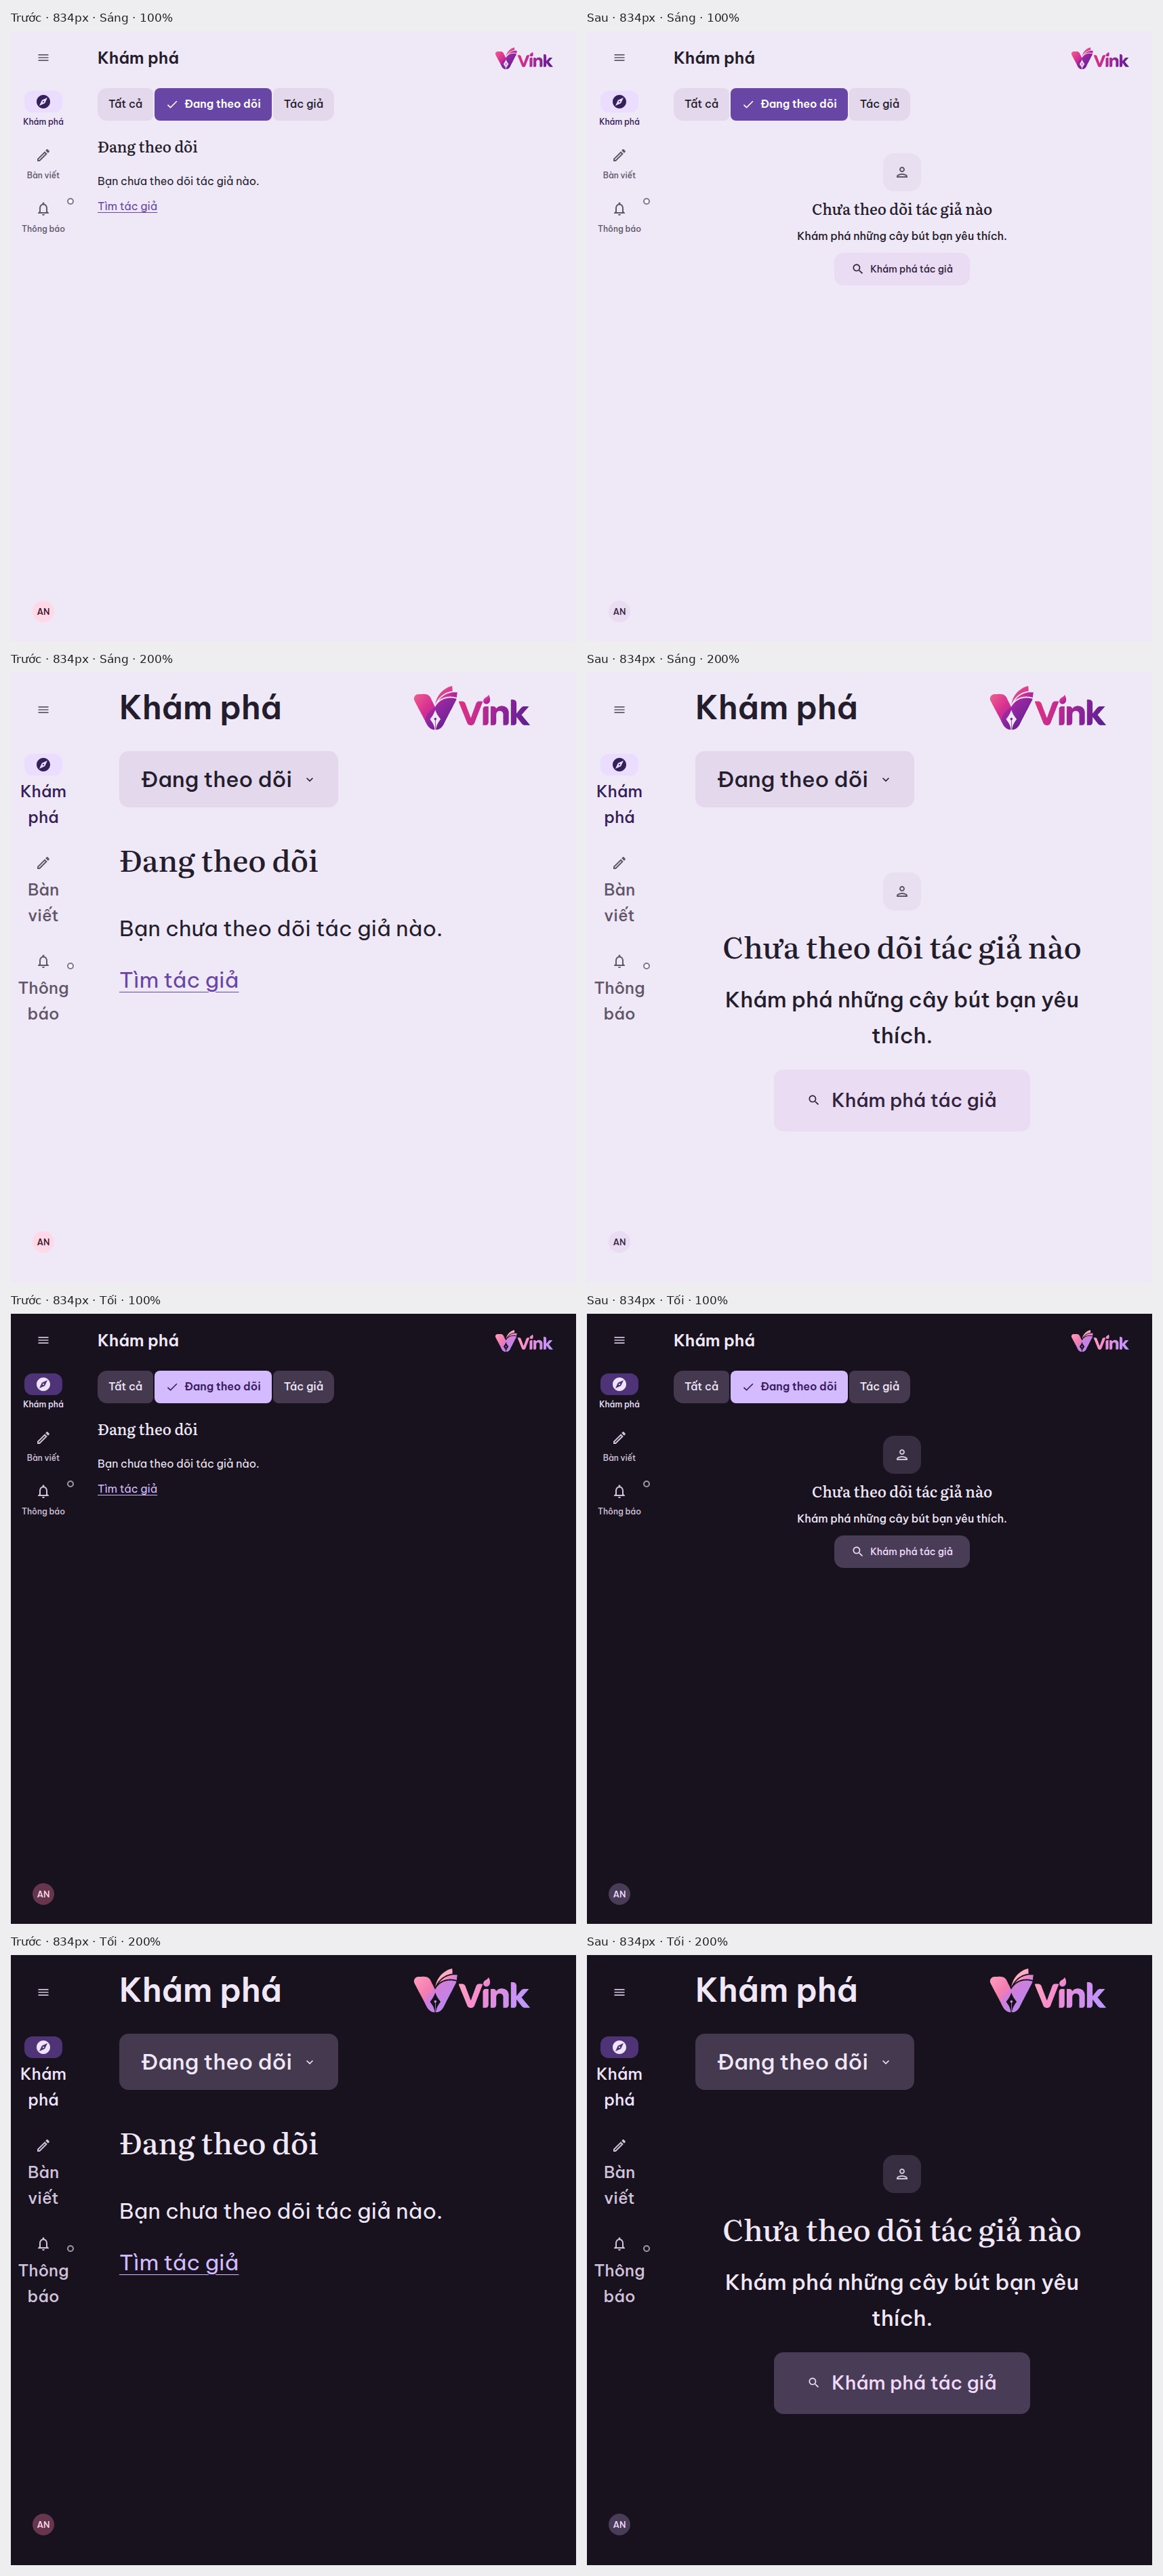 Trước · 834px · Sáng · 100%
Khám phá
Vink
Khám phá
Tất cả
Đang theo dõi
Tác giả
Đang theo dõi
Bàn viết
Bạn chưa theo dõi tác giả nào.
Tìm tác giả
Thông báo
AN
Sau · 834px · Sáng · 100%
Khám phá
Vink
Khám phá
Tất cả
Đang theo dõi
Tác giả
Bàn viết
Thông báo
Chưa theo dõi tác giả nào
Khám phá những cây bút bạn yêu thích.
Khám phá tác giả
AN
Trước · 834px · Sáng · 200%
Khám phá
Vink
Khám
phá
Đang theo dõi
Bàn
viết
Thông
báo
Đang theo dõi
Bạn chưa theo dõi tác giả nào.
Tìm tác giả
AN
Sau · 834px · Sáng · 200%
Khám phá
Vink
Khám
phá
Đang theo dõi
Bàn
viết
Thông
báo
Chưa theo dõi tác giả nào
Khám phá những cây bút bạn yêu
thích.
Khám phá tác giả
AN
Trước · 834px · Tối · 100%
Khám phá
Vink
Khám phá
Tất cả
Đang theo dõi
Tác giả
Đang theo dõi
Bàn viết
Bạn chưa theo dõi tác giả nào.
Tìm tác giả
Thông báo
AN
Sau · 834px · Tối · 100%
Khám phá
Vink
Khám phá
Tất cả
Đang theo dõi
Tác giả
Bàn viết
Thông báo
Chưa theo dõi tác giả nào
Khám phá những cây bút bạn yêu thích.
Khám phá tác giả
AN
Trước · 834px · Tối · 200%
Khám phá
Vink
Khám
phá
Đang theo dõi
Bàn
viết
Thông
báo
Đang theo dõi
Bạn chưa theo dõi tác giả nào.
Tìm tác giả
AN
Sau · 834px · Tối · 200%
Khám phá
Vink
Khám
phá
Đang theo dõi
Bàn
viết
Thông
báo
Chưa theo dõi tác giả nào
Khám phá những cây bút bạn yêu
thích.
Khám phá tác giả
AN